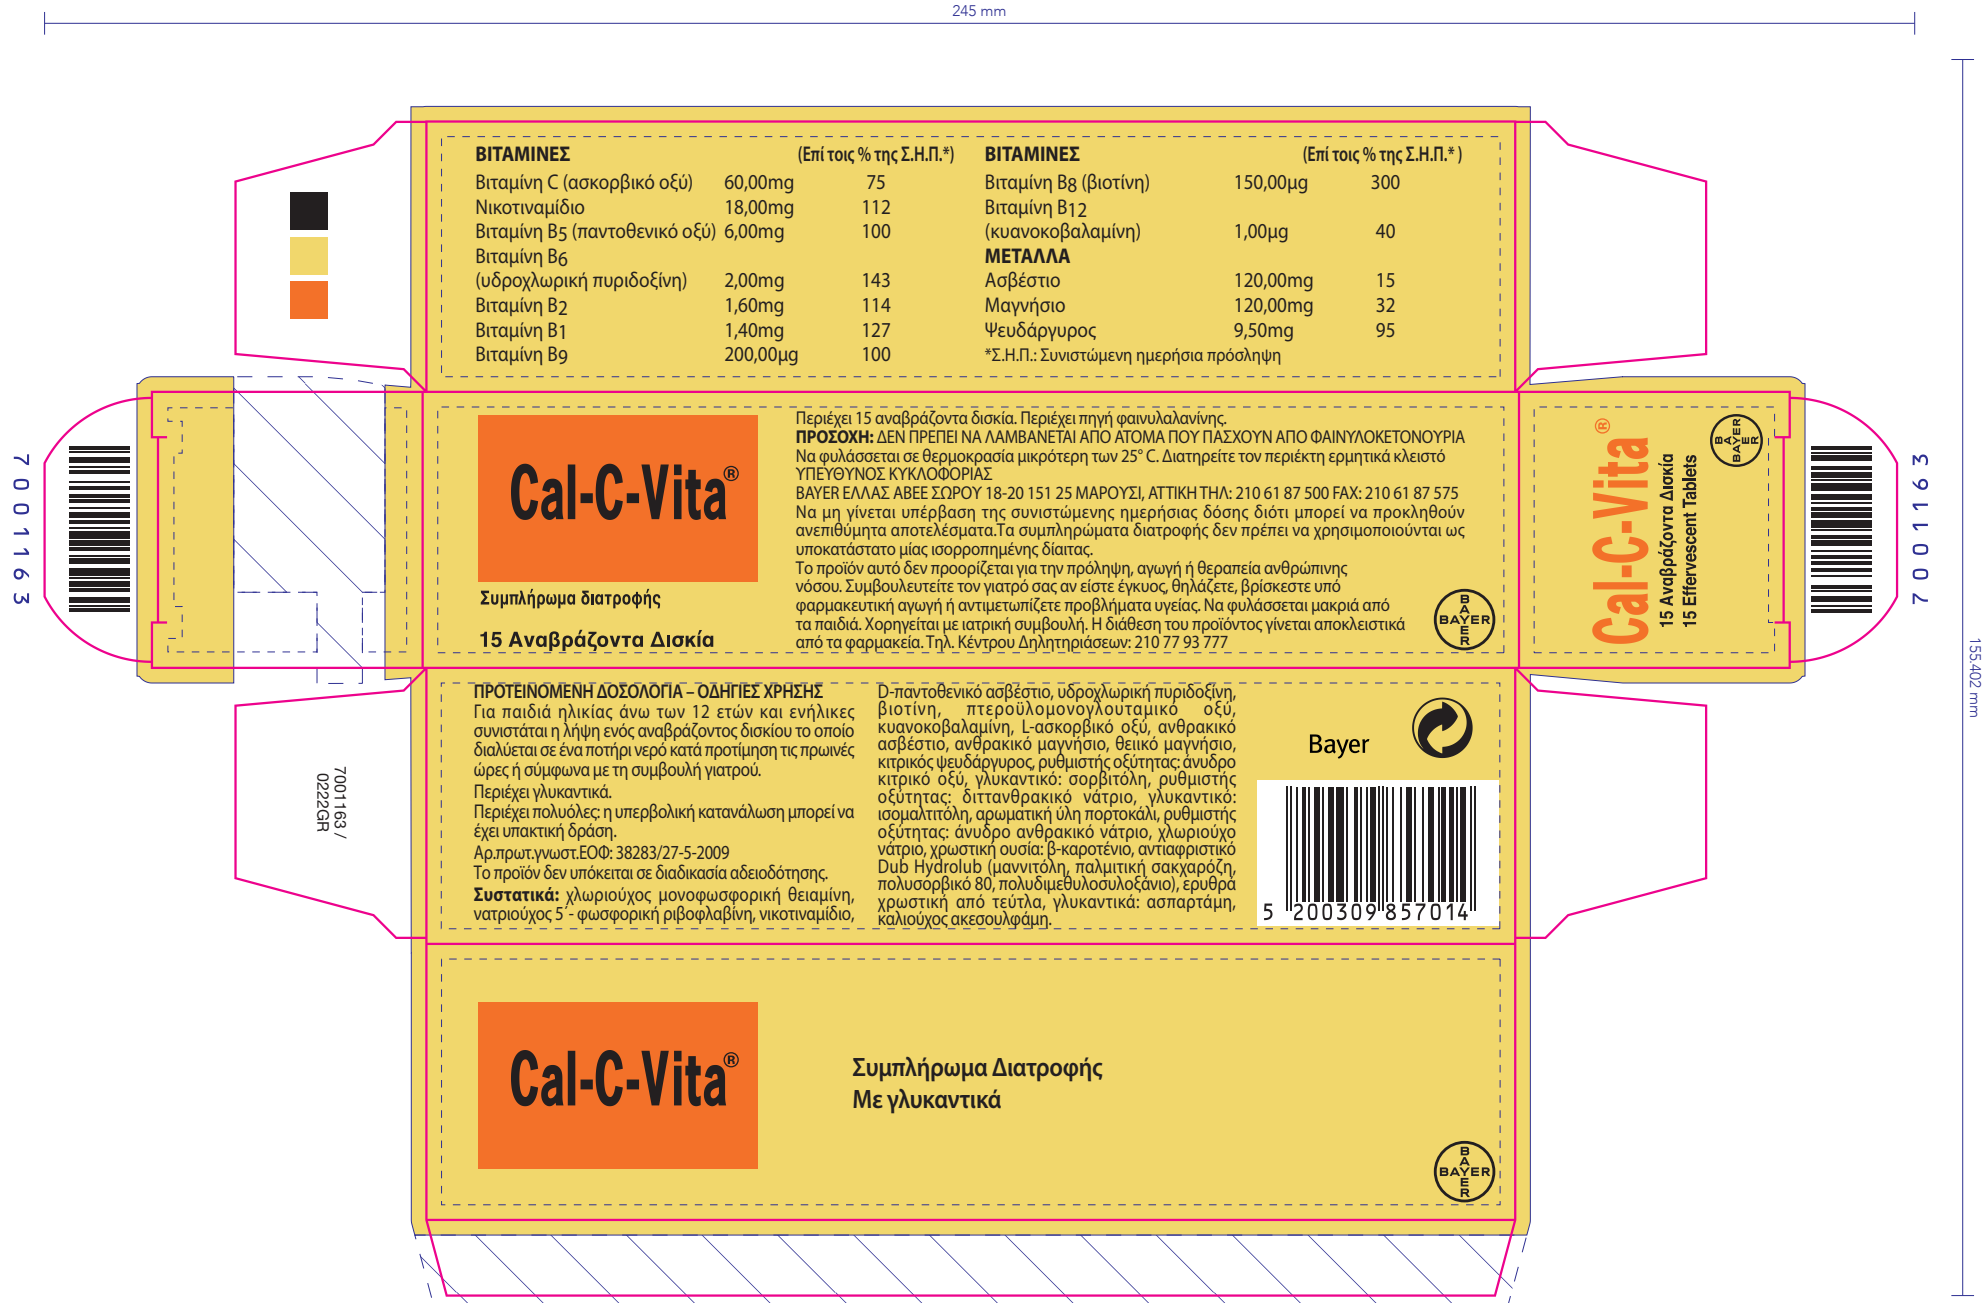 245 mm
155.402 mm
ΒΙΤΑΜΙΝΕΣ (Επί τοις % της Σ.Η.Π.*)
Βιταμίνη C (ασκορβικό οξύ) 60,00mg 75
Νικοτιναμίδιο 18,00mg 112
Βιταμίνη B5 (παντοθενικό οξύ) 6,00mg 100
Βιταμίνη B6
(υδροχλωρική πυριδοξίνη) 2,00mg 143
Βιταμίνη B2 1,60mg 114
Βιταμίνη B1 1,40mg 127
Βιταμίνη B9 200,00μg 100
ΒΙΤΑΜΙΝΕΣ (Επί τοις % της Σ.Η.Π.* )
Βιταμίνη B8 (βιοτίνη) 150,00μg 300
Βιταμίνη B12
(κυανοκοβαλαμίνη) 1,00μg 40
ΜΕΤΑΛΛΑ
Ασβέστιο 120,00mg 15
Μαγνήσιο 120,00mg 32
Ψευδάργυρος 9,50mg 95
*Σ.Η.Π.: Συνιστώμενη ημερήσια πρόσληψη
7001163
Cal-C-Vita®
Συμπλήρωμα διατροφής
15 Αναβράζοντα Δισκία
Περιέχει 15 αναβράζοντα δισκία. Περιέχει πηγή φαινυλαλανίνης.
ΠΡΟΣΟΧΗ: ΔΕΝ ΠΡΕΠΕΙ ΝΑ ΛΑΜΒΑΝΕΤΑΙ ΑΠΟ ΑΤΟΜΑ ΠΟΥ ΠΑΣΧΟΥΝ ΑΠΟ ΦΑΙΝΥΛΟΚΕΤΟΝΟΥΡΙΑ
Να φυλάσσεται σε θερμοκρασία μικρότερη των 25° C. Διατηρείτε τον περιέκτη ερμητικά κλειστό
ΥΠΕΥΘΥΝΟΣ ΚΥΚΛΟΦΟΡΙΑΣ
BAYER ΕΛΛΑΣ ΑΒΕΕ ΣΩΡΟΥ 18-20 151 25 ΜΑΡΟΥΣΙ, ΑΤΤΙΚΗ ΤΗΛ: 210 61 87 500 FAX: 210 61 87 575
Να μη γίνεται υπέρβαση της συνιστώμενης ημερήσιας δόσης διότι μπορεί να προκληθούν
ανεπιθύμητα αποτελέσματα.Τα συμπληρώματα διατροφής δεν πρέπει να χρησιμοποιούνται ως
υποκατάστατο μίας ισορροπημένης δίαιτας.
Το προϊόν αυτό δεν προορίζεται για την πρόληψη, αγωγή ή θεραπεία ανθρώπινης
νόσου. Συμβουλευτείτε τον γιατρό σας αν είστε έγκυος, θηλάζετε, βρίσκεστε υπό
φαρμακευτική αγωγή ή αντιμετωπίζετε προβλήματα υγείας. Να φυλάσσεται μακριά από
τα παιδιά. Χορηγείται με ιατρική συμβουλή. Η διάθεση του προϊόντος γίνεται αποκλειστικά
από τα φαρμακεία. Τηλ. Κέντρου Δηλητηριάσεων: 210 77 93 777
BAYER
BAYER
Cal-C-Vita®
15 Αναβράζοντα Δισκία
15 Effervescent Tablets
BAYER
BAYER
7001163
7001163 /
0222GR
ΠΡΟΤΕΙΝΟΜΕΝΗ ΔΟΣΟΛΟΓΙΑ – ΟΔΗΓΙΕΣ ΧΡΗΣΗΣ
Για παιδιά ηλικίας άνω των 12 ετών και ενήλικες
συνιστάται η λήψη ενός αναβράζοντος δισκίου το οποίο
διαλύεται σε ένα ποτήρι νερό κατά προτίμηση τις πρωινές
ώρες ή σύμφωνα με τη συμβουλή γιατρού.
Περιέχει γλυκαντικά.
Περιέχει πολυόλες: η υπερβολική κατανάλωση μπορεί να
έχει υπακτική δράση.
Αρ.πρωτ.γνωστ.ΕΟΦ: 38283/27-5-2009
Το προϊόν δεν υπόκειται σε διαδικασία αδειοδότησης.
Συστατικά: χλωριούχος μονοφωσφορική θειαμίνη,
νατριούχος 5΄- φωσφορική ριβοφλαβίνη, νικοτιναμίδιο,
D-παντοθενικό ασβέστιο, υδροχλωρική πυριδοξίνη,
βιοτίνη, πτεροϋλομονογλουταμικό οξύ,
κυανοκοβαλαμίνη, L-ασκορβικό οξύ, ανθρακικό
ασβέστιο, ανθρακικό μαγνήσιο, θειικό μαγνήσιο,
κιτρικός ψευδάργυρος, ρυθμιστής οξύτητας: άνυδρο
κιτρικό οξύ, γλυκαντικό: σορβιτόλη, ρυθμιστής
οξύτητας: διττανθρακικό νάτριο, γλυκαντικό:
ισομαλτιτόλη, αρωματική ύλη πορτοκάλι, ρυθμιστής
οξύτητας: άνυδρο ανθρακικό νάτριο, χλωριούχο
νάτριο, χρωστική ουσία: β-καροτένιο, αντιαφριστικό
Dub Hydrolub (μαννιτόλη, παλμιτική σακχαρόζη,
πολυσορβικό 80, πολυδιμεθυλοσυλοξάνιο), ερυθρά
χρωστική από τεύτλα, γλυκαντικά: ασπαρτάμη,
καλιούχος ακεσουλφάμη.
Bayer
5 200309 857014
Cal-C-Vita®
Συμπλήρωμα Διατροφής
Με γλυκαντικά
BAYER
BAYER